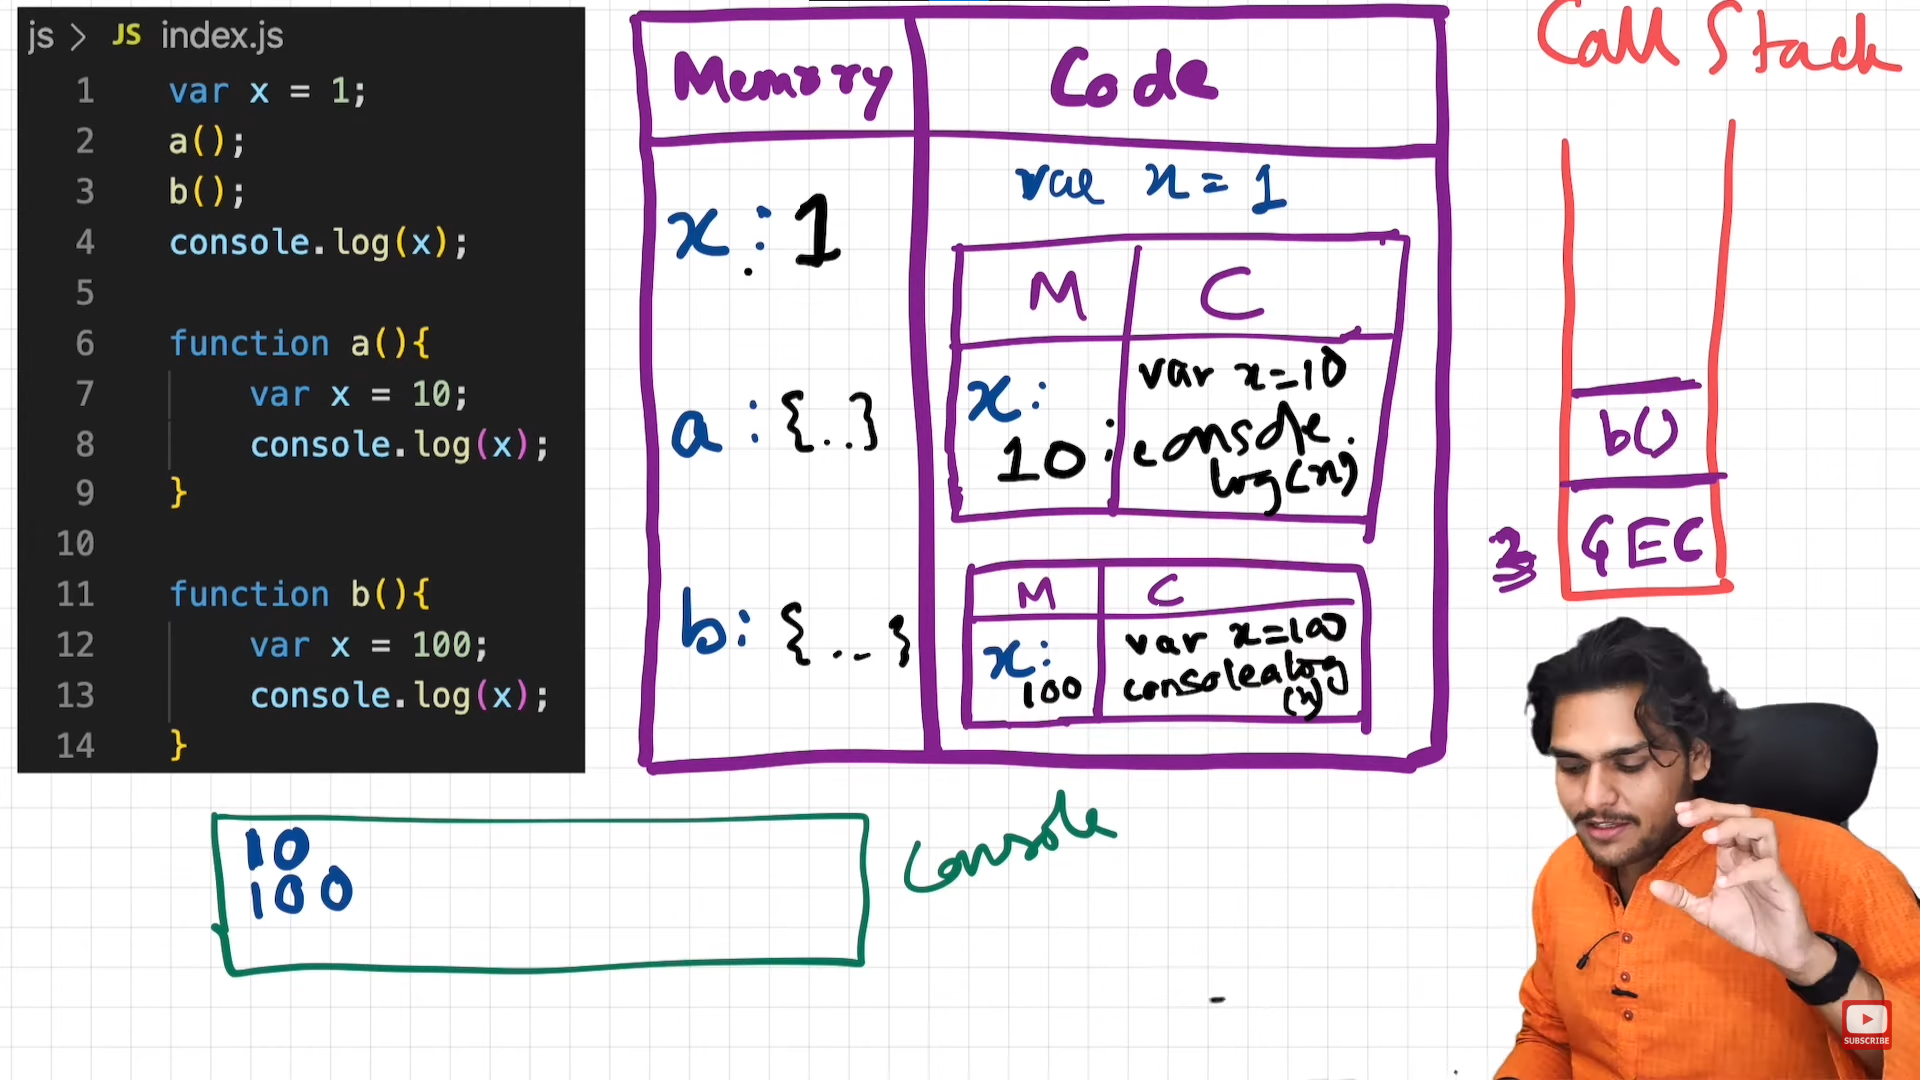 js > JS index.js
1 var x = 1;
2 a();
3 b();
4 console.log(x);
5
6 function a(){
7 var x = 10;
8 console.log(x);
9 }
10
11 function b(){
12 var x = 100;
13 console.log(x);
14 }
Memory
Code
x : 1
a : {..}
b: {..}
var x = 1
M C
x:
10
var x=10
console.
log(x)
M C
x:
100
var x=100
console.log
(x)
Call Stack
b()
GEC
10
100
Console
SUBSCRIBE